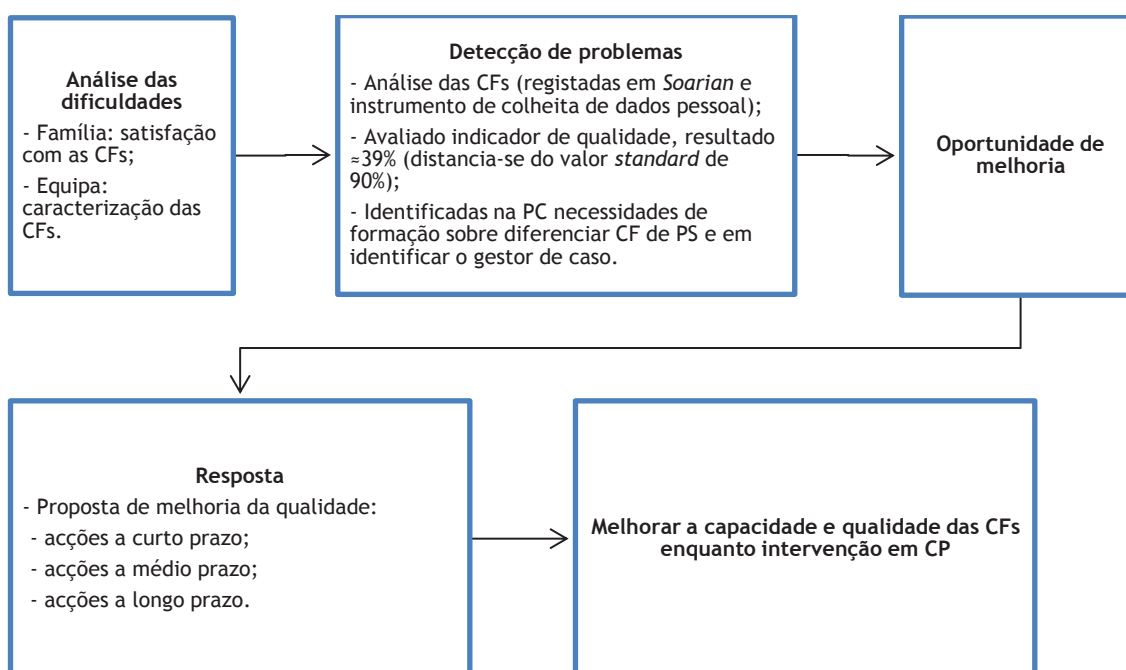 Análise das
dificuldades
- Família: satisfação
com as CFs;
- Equipa:
caracterização das
CFs.
Detecção de problemas
- Análise das CFs (registadas em Soarian e
instrumento de colheita de dados pessoal);
- Avaliado indicador de qualidade, resultado
≈39% (distancia-se do valor standard de
90%);
- Identificadas na PC necessidades de
formação sobre diferenciar CF de PS e em
identificar o gestor de caso.
Oportunidade de
melhoria
Resposta
- Proposta de melhoria da qualidade:
- acções a curto prazo;
- acções a médio prazo;
- acções a longo prazo.
Melhorar a capacidade e qualidade das CFs
enquanto intervenção em CP